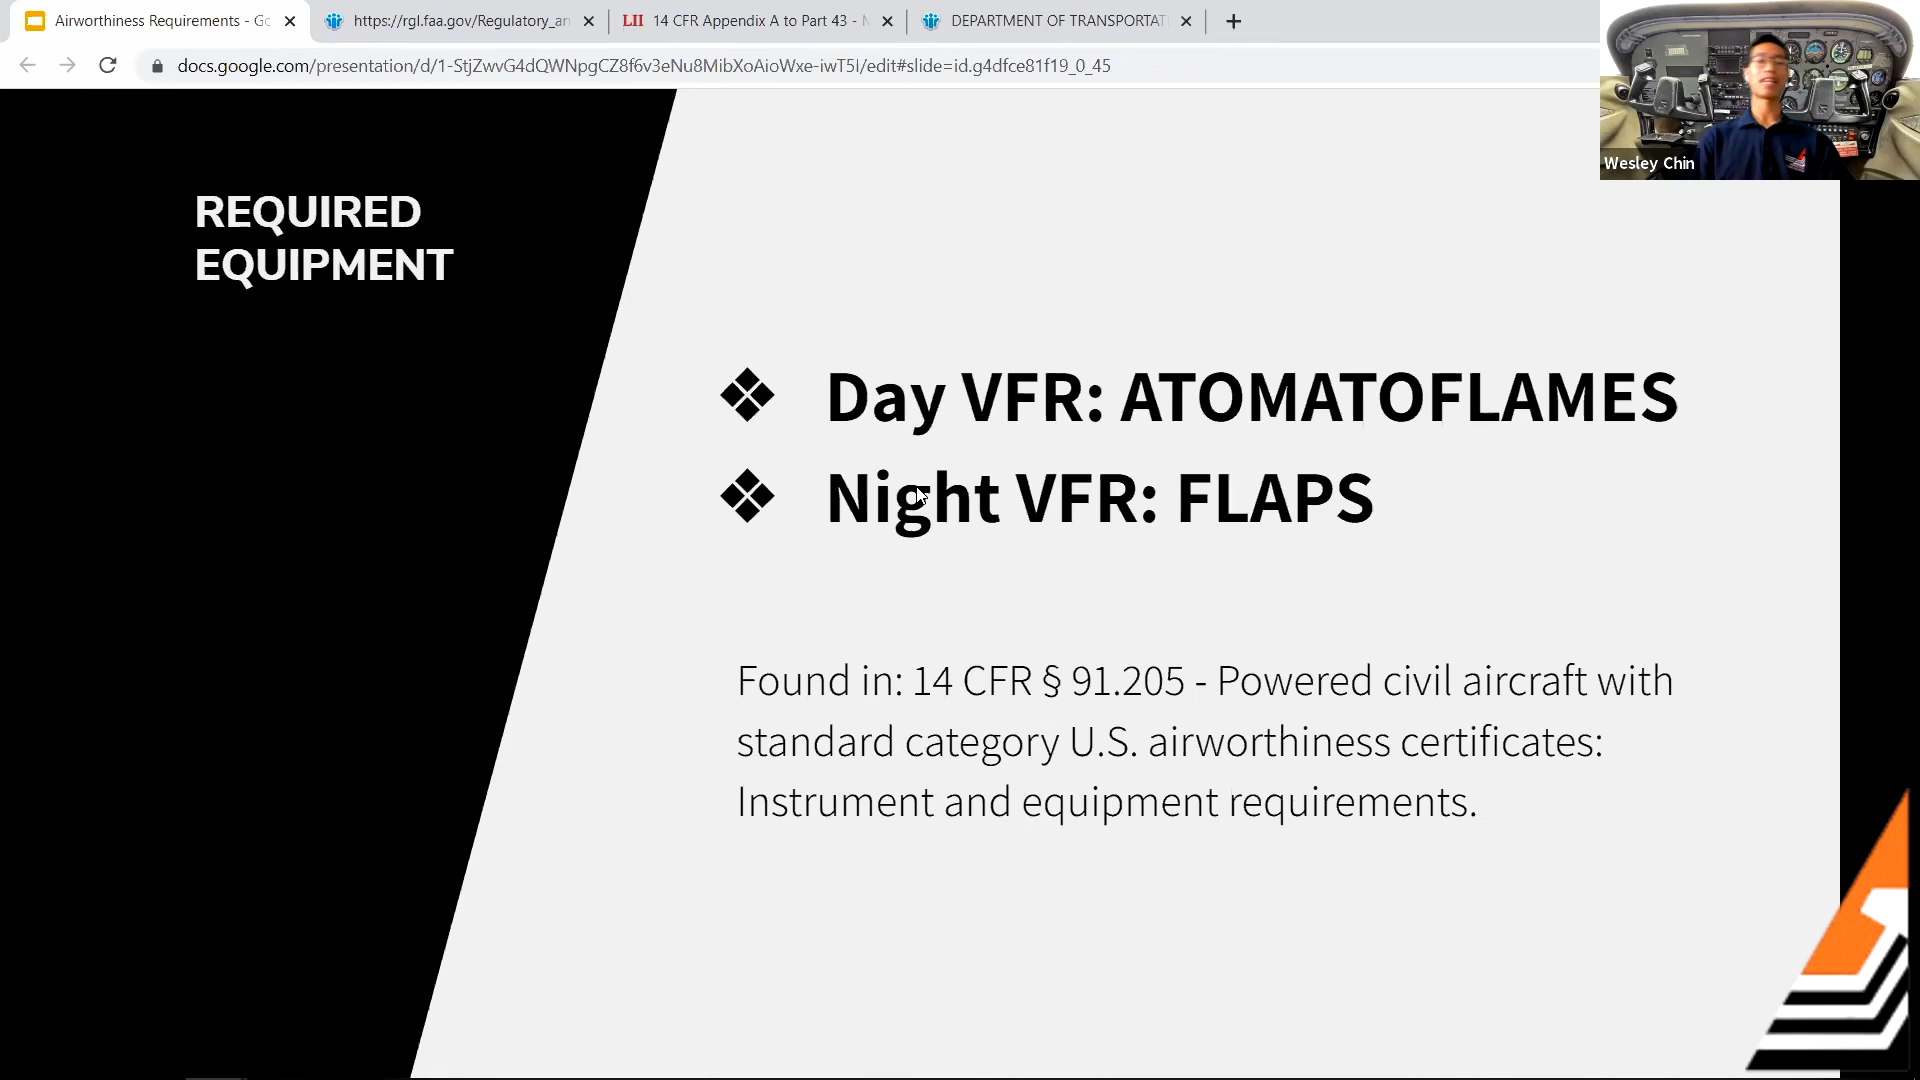 Airworthiness Requirements - Go
https://rgl.faa.gov/Regulatory_an
LII 14 CFR Appendix A to Part 43 - M
DEPARTMENT OF TRANSPORTAT
docs.google.com/presentation/d/1-StjZwvG4dQWNpgCZ8f6v3eNu8MibXoAioWxe-iwT5I/edit#slide=id.g4dfce81f19_0_45
Wesley Chin
REQUIRED
EQUIPMENT
❖ Day VFR: ATOMATOFLAMES
❖ Night VFR: FLAPS
Found in: 14 CFR § 91.205 - Powered civil aircraft with
standard category U.S. airworthiness certificates:
Instrument and equipment requirements.